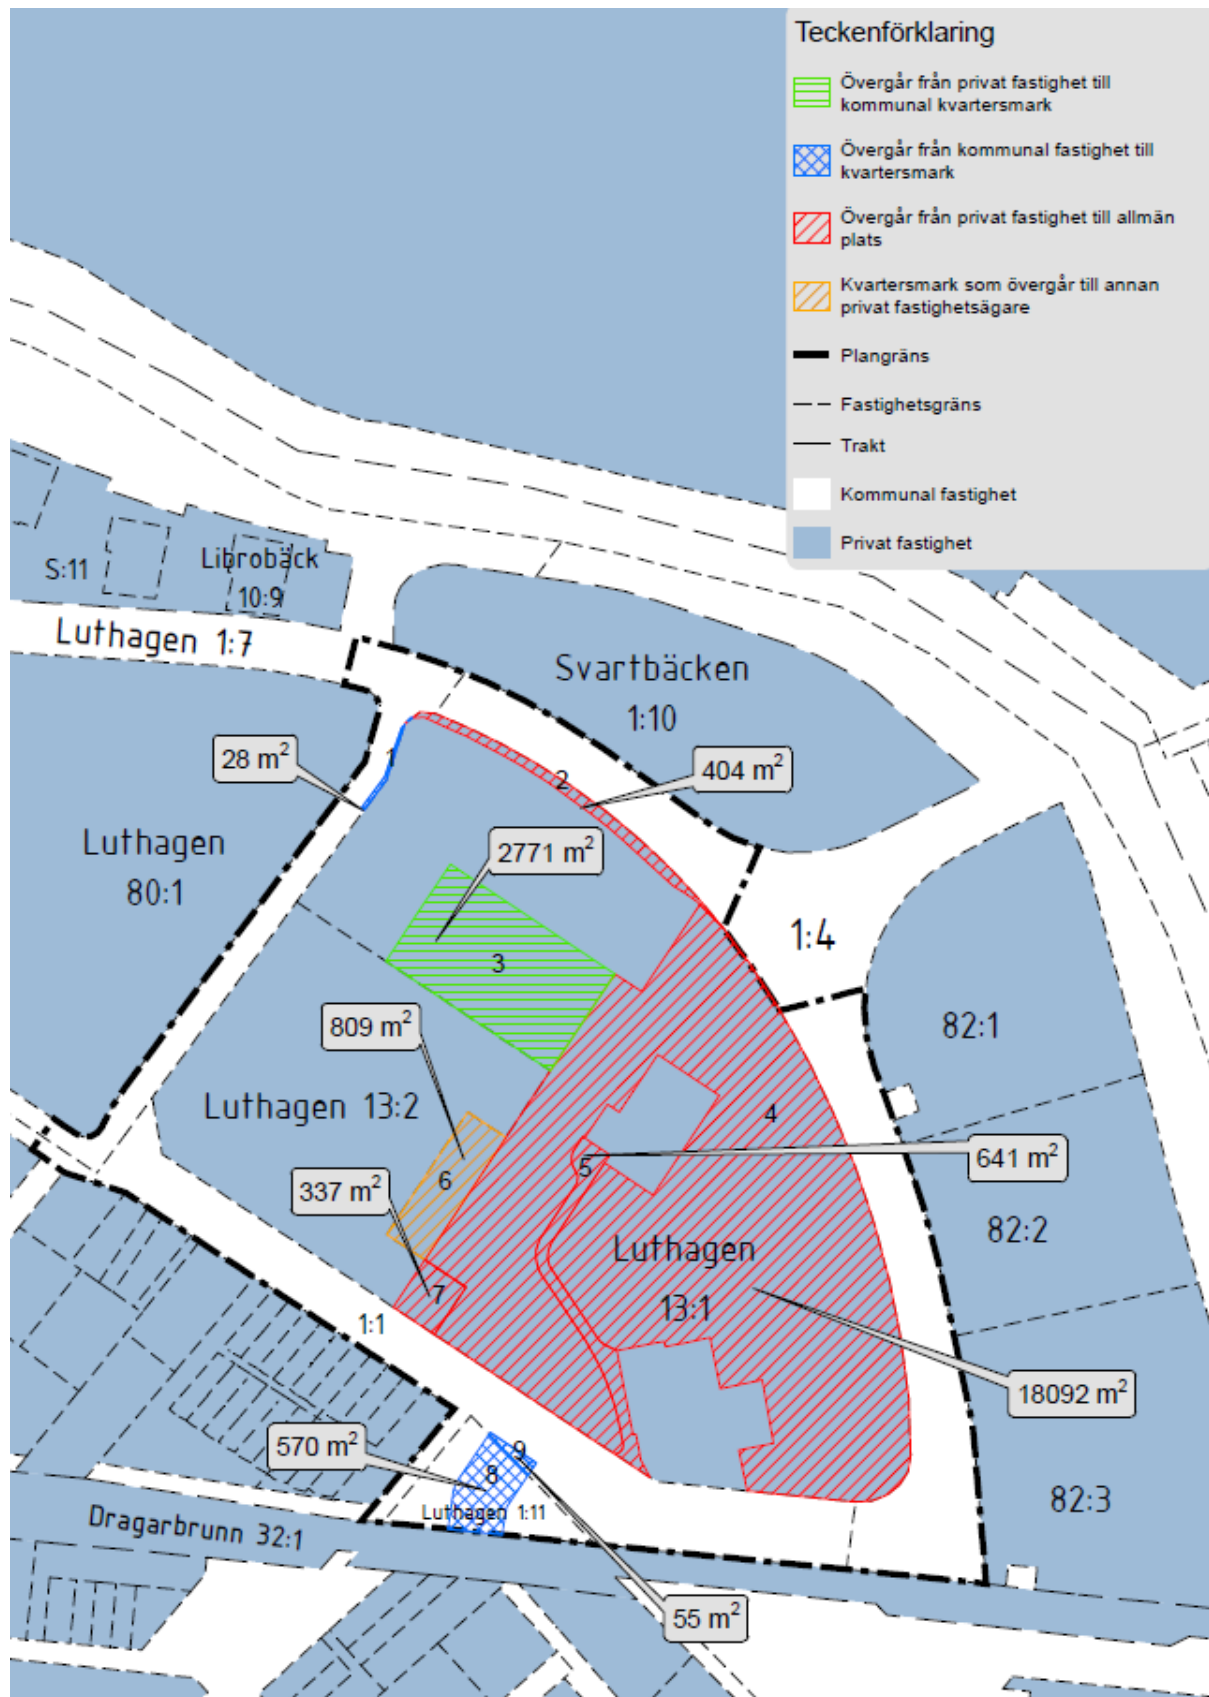 Teckenförklaring
Övergår från privat fastighet till
kommunal kvartersmark
Övergår från kommunal fastighet till
kvartersmark
Övergår från privat fastighet till allmän
plats
Kvartersmark som övergår till annan
privat fastighetsägare
Plangräns
Fastighetsgräns
Trakt
Kommunal fastighet
Privat fastighet
S:11
Librobäck
10:9
Luthagen 1:7
Svartbäcken
1:10
28 m²
1
2
404 m²
Luthagen
80:1
2771 m²
3
1:4
809 m²
82:1
Luthagen 13:2
4
5
641 m²
337 m²
6
82:2
Luthagen
13:1
7
1:1
18092 m²
570 m²
9
8
Luthagen 1:11
82:3
Dragarbrunn 32:1
55 m²